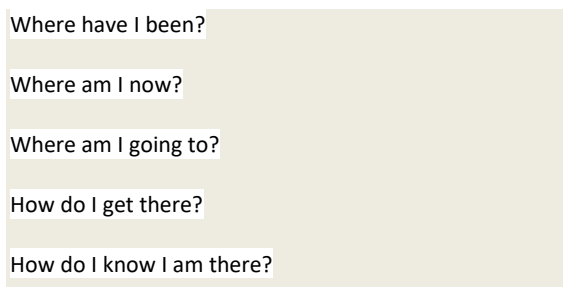 Where have I been?
Where am I now?
Where am I going to?
How do I get there?
How do I know I am there?